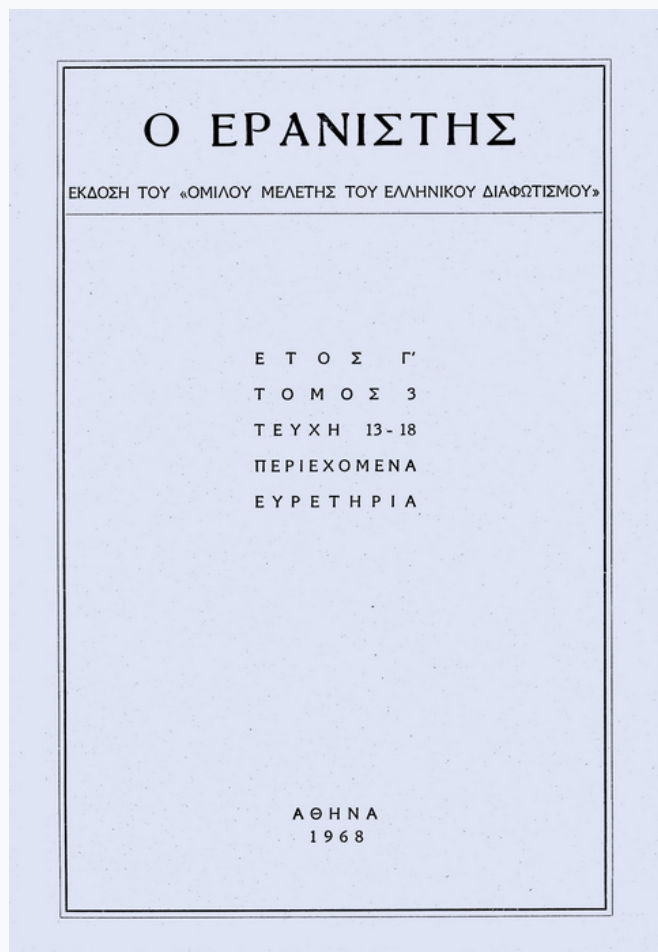 Ο ΕΡΑΝΙΣΤΗΣ
ΕΚΔΟΣΗ ΤΟΥ «ΟΜΙΛΟΥ ΜΕΛΕΤΗΣ ΤΟΥ ΕΛΛΗΝΙΚΟΥ ΔΙΑΦΩΤΙΣΜΟΥ»
ΕΤΟΣ Γ′
ΤΟΜΟΣ 3
ΤΕΥΧΗ 13-18
ΠΕΡΙΕΧΟΜΕΝΑ
ΕΥΡΕΤΗΡΙΑ
ΑΘΗΝΑ
1968